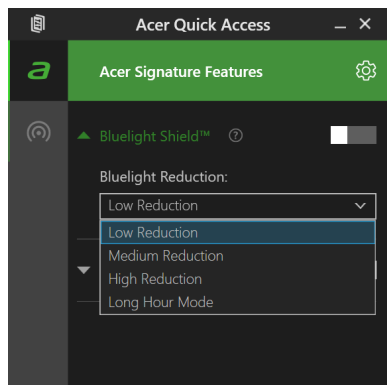 Acer Quick Access
a
Acer Signature Features
Bluelight Shield™
Bluelight Reduction:
Low Reduction
Low Reduction
Medium Reduction
High Reduction
Long Hour Mode